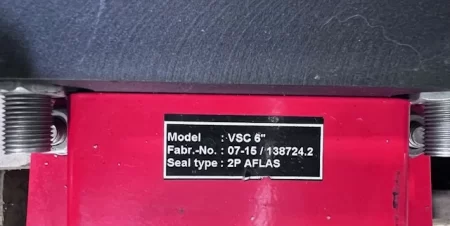 Model : VSC 6"
Fabr.-No. : 07-15 / 138724.2
Seal type : 2P AFLAS